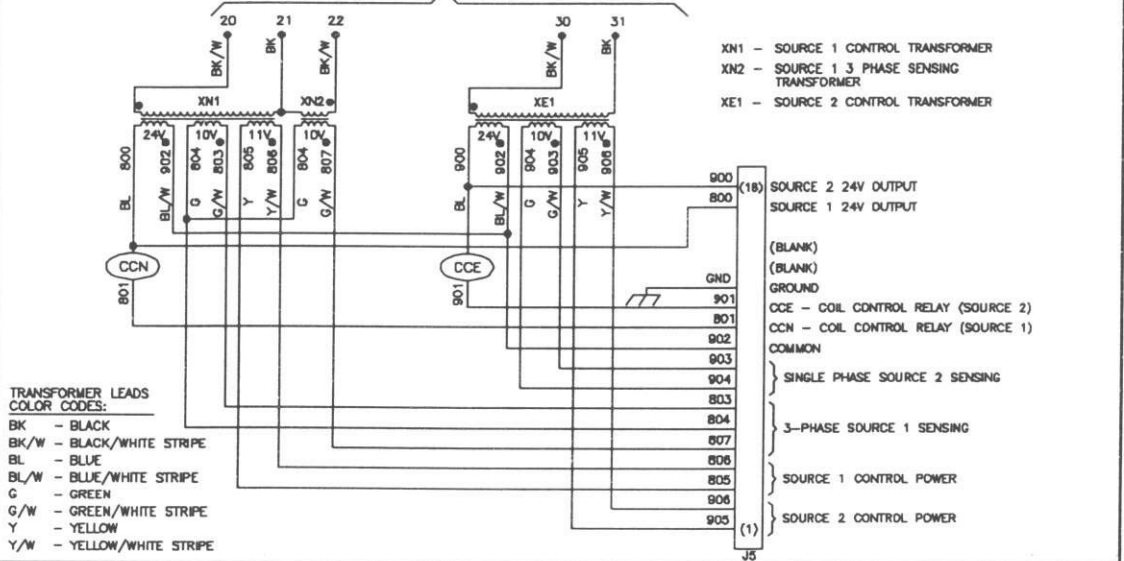 20 21 22 30 31
BK/W BK BK/W BK/W BK
XN1 - SOURCE 1 CONTROL TRANSFORMER
XN2 - SOURCE 1 3 PHASE SENSING
TRANSFORMER
XE1 - SOURCE 2 CONTROL TRANSFORMER
XN1 XN2 XE1
24V 10V 11V 10V 24V 10V 11V
800 902 804 803 805 806 804 807 900 902 904 903 905 906
BL BL/W G G/W Y Y/W G G/W BL BL/W G G/W Y Y/W
900 (18) SOURCE 2 24V OUTPUT
800 SOURCE 1 24V OUTPUT
(BLANK)
CCN CCE (BLANK)
GND GROUND
801 901 901 CCE - COIL CONTROL RELAY (SOURCE 2)
801 CCN - COIL CONTROL RELAY (SOURCE 1)
902 COMMON
903
904 SINGLE PHASE SOURCE 2 SENSING
803
804 3-PHASE SOURCE 1 SENSING
807
806
805 SOURCE 1 CONTROL POWER
906
905 (1) SOURCE 2 CONTROL POWER
J5
TRANSFORMER LEADS
COLOR CODES:
BK - BLACK
BK/W - BLACK/WHITE STRIPE
BL - BLUE
BL/W - BLUE/WHITE STRIPE
G - GREEN
G/W - GREEN/WHITE STRIPE
Y - YELLOW
Y/W - YELLOW/WHITE STRIPE